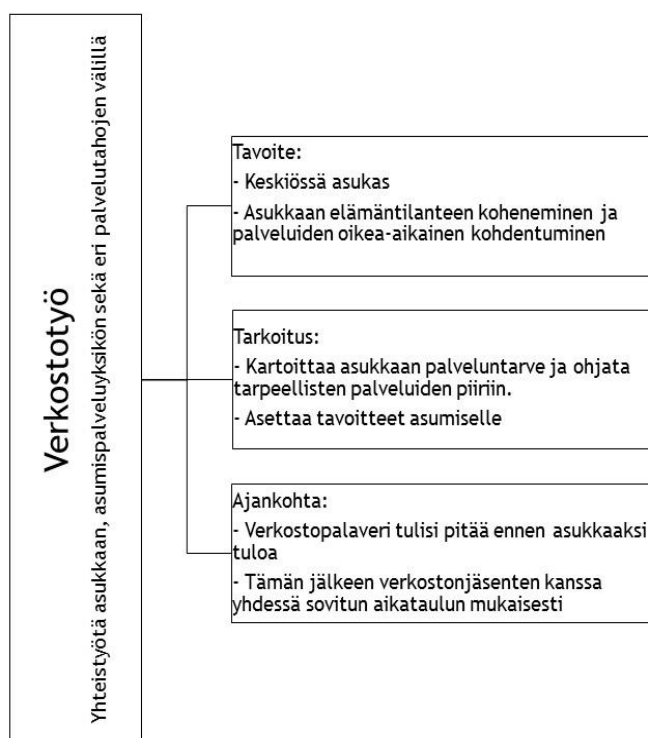 Verkostotyö
Yhteistyötä asukkaan, asumispalveluyksikön sekä eri palvelutahojen välillä
Tavoite:
- Keskiössä asukas
- Asukkaan elämäntilanteen koheneminen ja
palveluiden oikea-aikainen kohdentuminen
Tarkoitus:
- Kartoittaa asukkaan palveluntarve ja ohjata
tarpeellisten palveluiden piiriin.
- Asettaa tavoitteet asumiselle
Ajankohta:
- Verkostopalaveri tulisi pitää ennen asukkaaksi
tuloa
- Tämän jälkeen verkostonjäsenten kanssa
yhdessä sovitun aikataulun mukaisesti